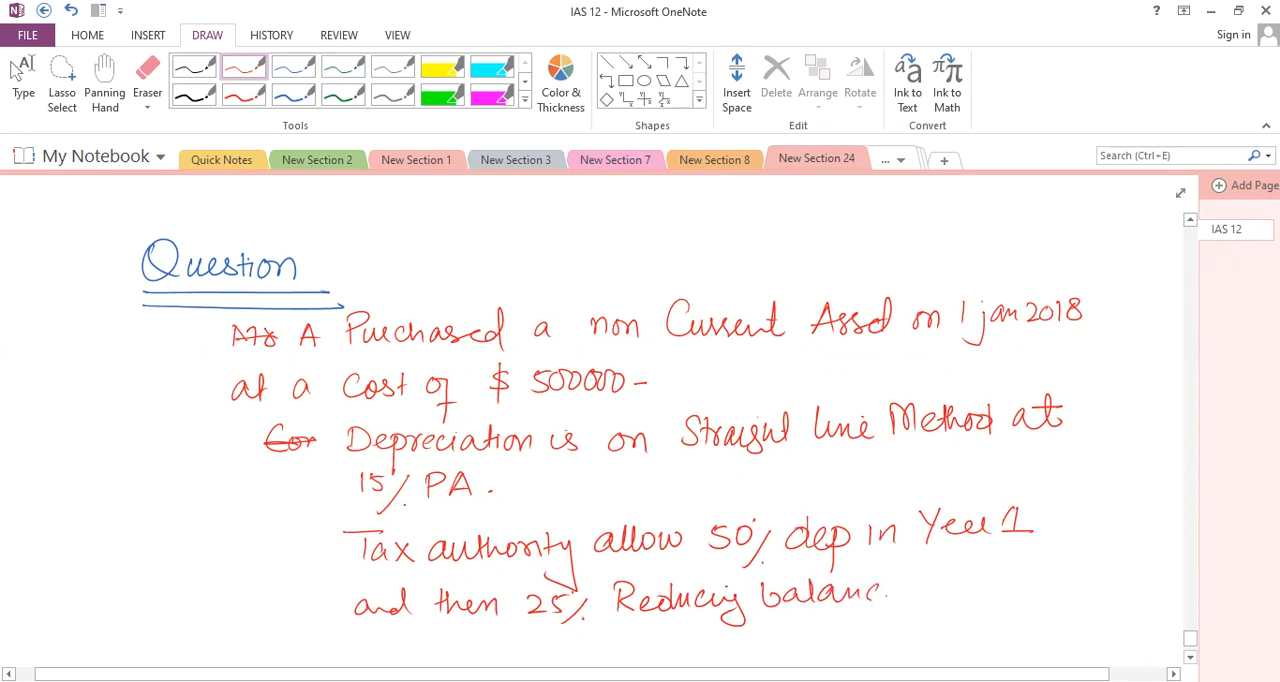 IAS 12 - Microsoft OneNote
?
FILE HOME INSERT DRAW HISTORY REVIEW VIEW Sign in
Type Lasso Select Panning Hand Eraser Color & Thickness Insert Space Delete Arrange Rotate Ink to Text Ink to Math
Tools Shapes Edit Convert
My Notebook Quick Notes New Section 2 New Section 1 New Section 3 New Section 7 New Section 8 New Section 24 ... Search (Ctrl+E)
Add Page
IAS 12
Question
A Purchased a non Current Asset on 1 jan 2018
at a Cost of $ 500000-
Depreciation is on Straight line Method at
15% PA.
Tax authority allow 50% dep in Year 1
and then 25% Reducing balanc.